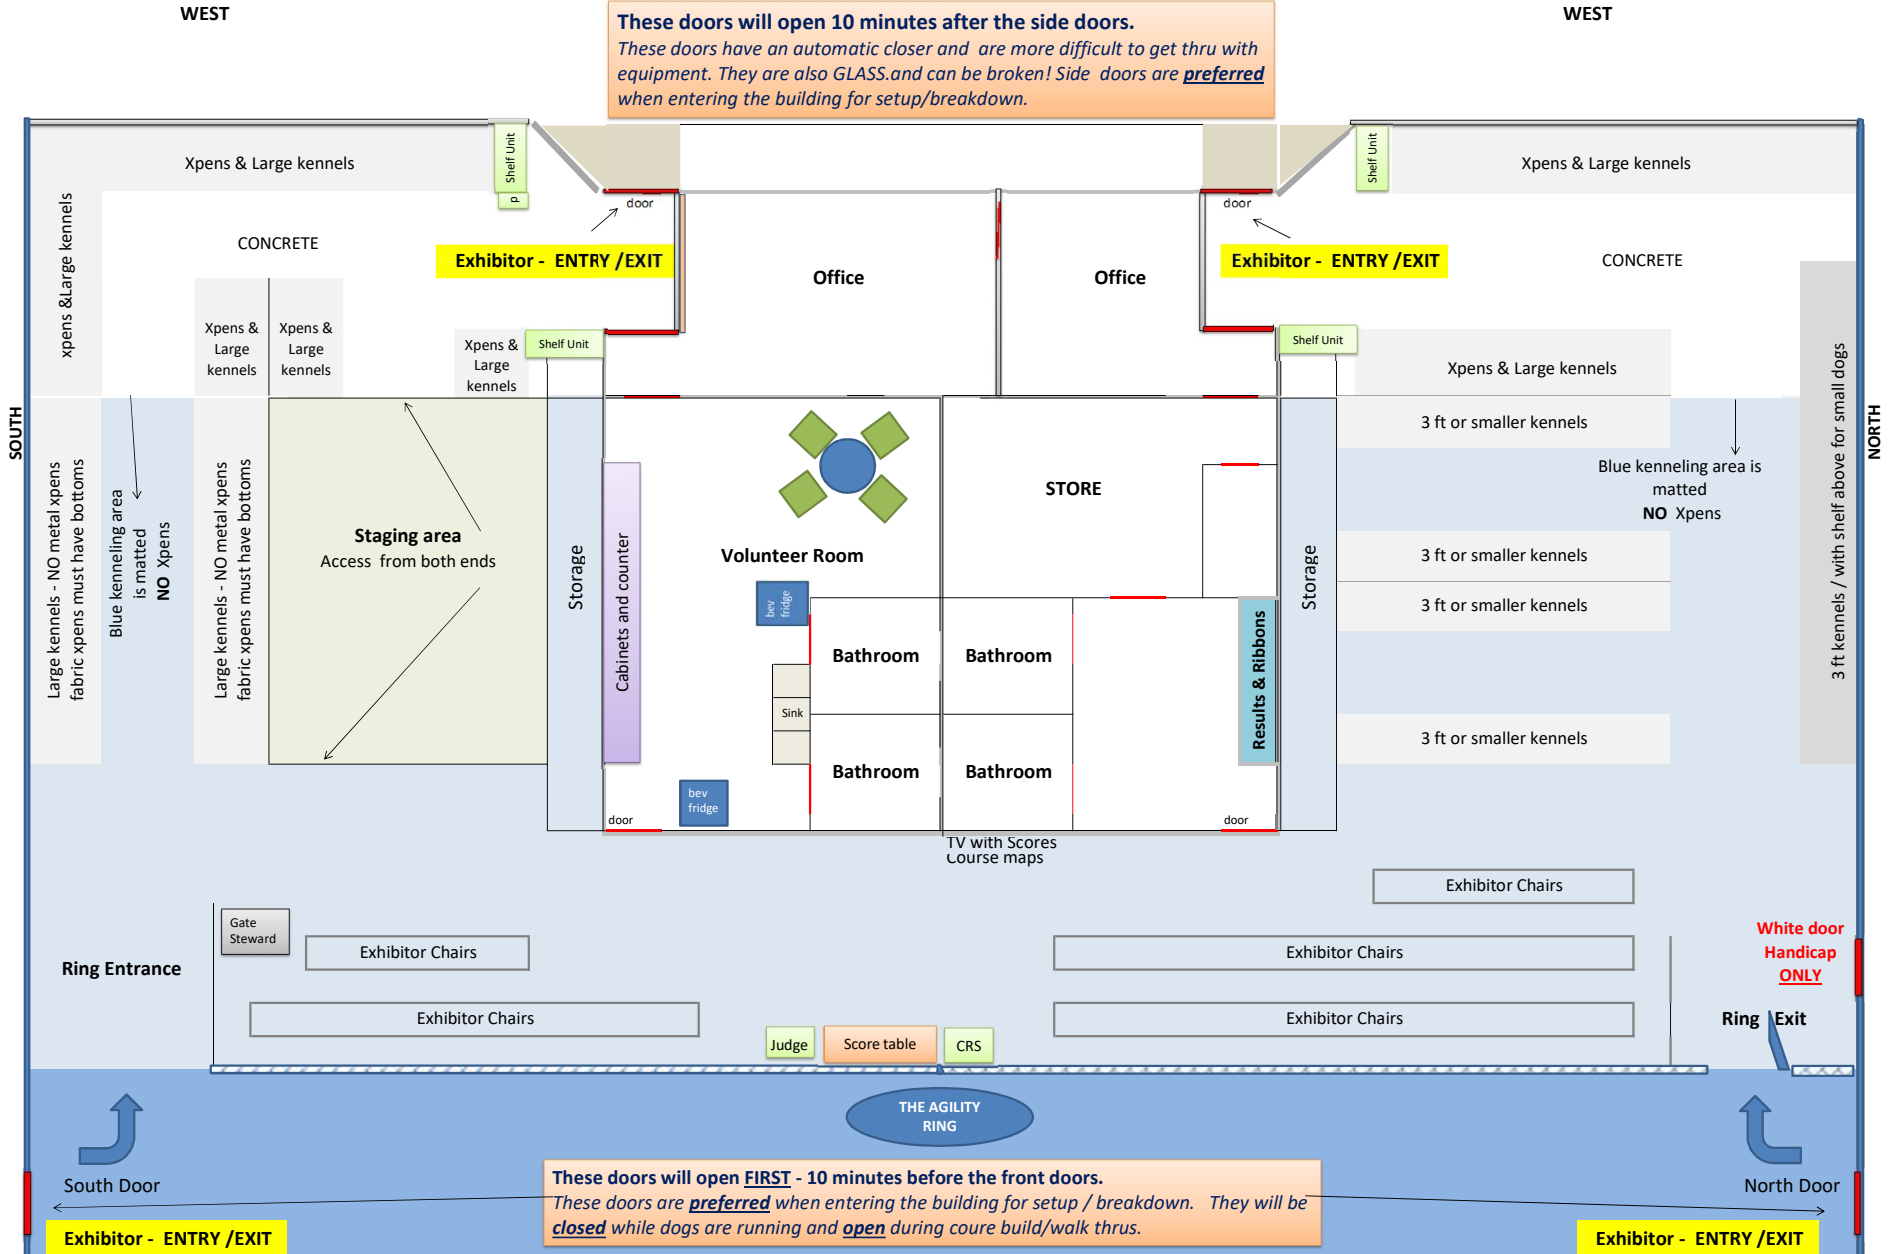 WEST
WEST
These doors will open 10 minutes after the side doors.
These doors have an automatic closer and are more difficult to get thru with
equipment. They are also GLASS.and can be broken! Side doors are preferred
when entering the building for setup/breakdown.
Xpens & Large kennels
Shelf Unit
p
door
Exhibitor - ENTRY /EXIT
CONCRETE
xpens &Large kennels
Xpens &
Large
kennels
Xpens &
Large
kennels
Xpens &
Large
kennels
Shelf Unit
Office
Office
door
Exhibitor - ENTRY /EXIT
Shelf Unit
Xpens & Large kennels
CONCRETE
Shelf Unit
Xpens & Large kennels
SOUTH
NORTH
Large kennels - NO metal xpens
fabric xpens must have bottoms
Blue kenneling area
is matted
NO Xpens
Large kennels - NO metal xpens
fabric xpens must have bottoms
Staging area
Access from both ends
Storage
Cabinets and counter
Volunteer Room
bev
fridge
Sink
bev
fridge
door
STORE
Bathroom
Bathroom
Bathroom
Bathroom
Results & Ribbons
door
Storage
3 ft or smaller kennels
3 ft or smaller kennels
3 ft or smaller kennels
3 ft or smaller kennels
Blue kenneling area is
matted
NO Xpens
3 ft kennels / with shelf above for small dogs
TV with Scores
Course maps
Exhibitor Chairs
Gate
Steward
Exhibitor Chairs
Exhibitor Chairs
White door
Handicap
ONLY
Ring Entrance
Exhibitor Chairs
Exhibitor Chairs
Ring Exit
Judge
Score table
CRS
THE AGILITY
RING
South Door
North Door
These doors will open FIRST - 10 minutes before the front doors.
These doors are preferred when entering the building for setup / breakdown. They will be
closed while dogs are running and open during coure build/walk thrus.
Exhibitor - ENTRY /EXIT
Exhibitor - ENTRY /EXIT